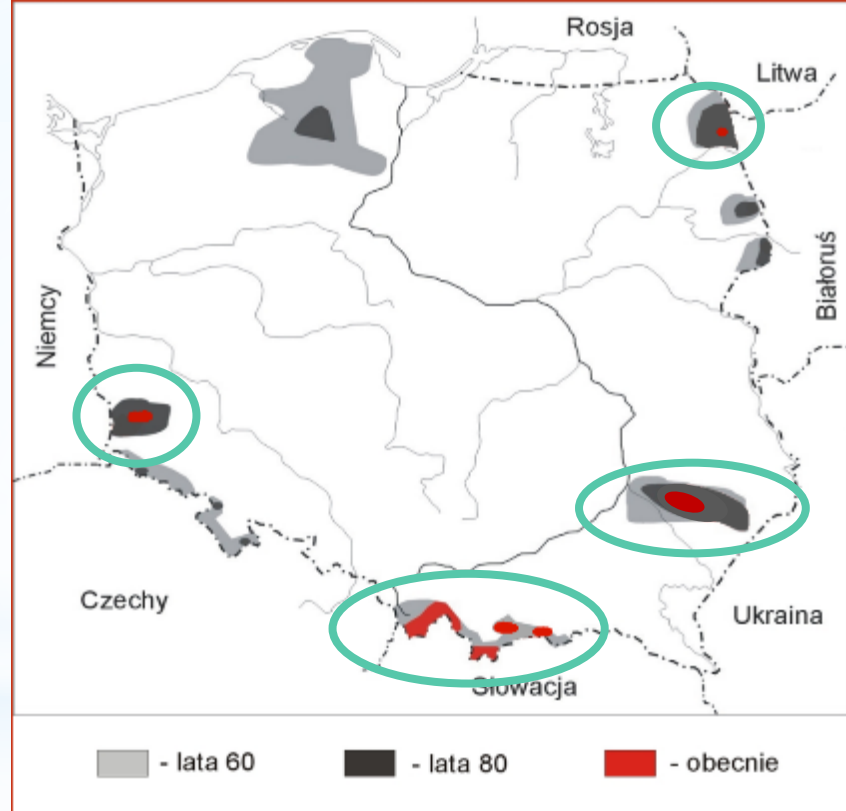 Rosja
Litwa
Białoruś
Niemcy
Czechy
Ukraina
Słowacja
- lata 60
- lata 80
- obecnie